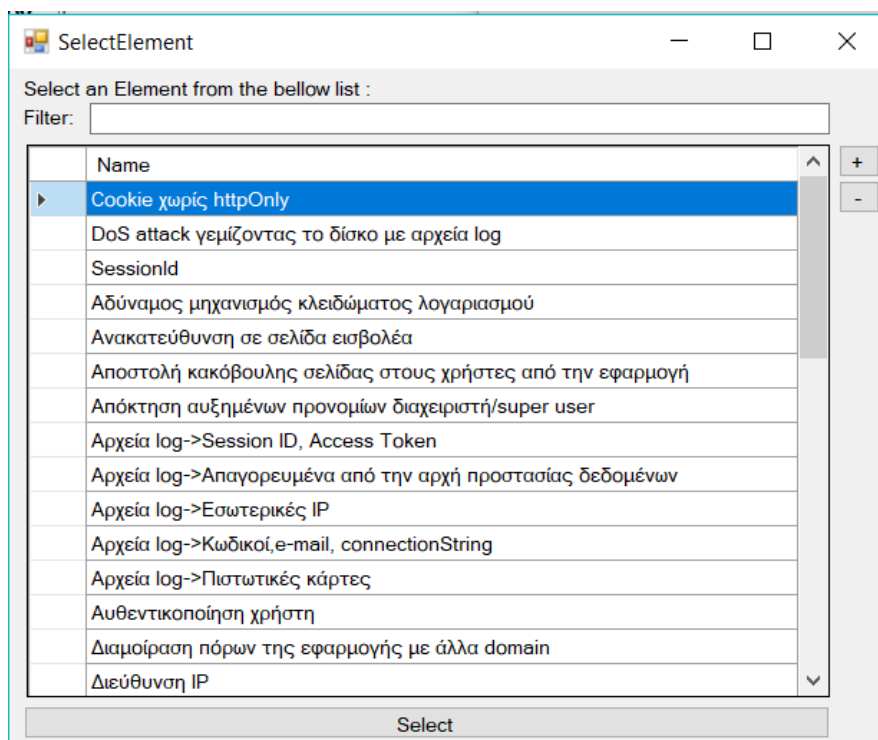 SelectElement
Select an Element from the bellow list :
Filter:
Name
+
Cookie χωρίς httpOnly
-
DoS attack γεμίζοντας το δίσκο με αρχεία log
SessionId
Αδύναμος μηχανισμός κλειδώματος λογαριασμού
Ανακατεύθυνση σε σελίδα εισβολέα
Αποστολή κακόβουλης σελίδας στους χρήστες από την εφαρμογή
Απόκτηση αυξημένων προνομίων διαχειριστή/super user
Αρχεία log->Session ID, Access Token
Αρχεία log->Απαγορευμένα από την αρχή προστασίας δεδομένων
Αρχεία log->Εσωτερικές IP
Αρχεία log->Κωδικοί,e-mail, connectionString
Αρχεία log->Πιστωτικές κάρτες
Αυθεντικοποίηση χρήστη
Διαμοίραση πόρων της εφαρμογής με άλλα domain
Διεύθυνση IP
Select